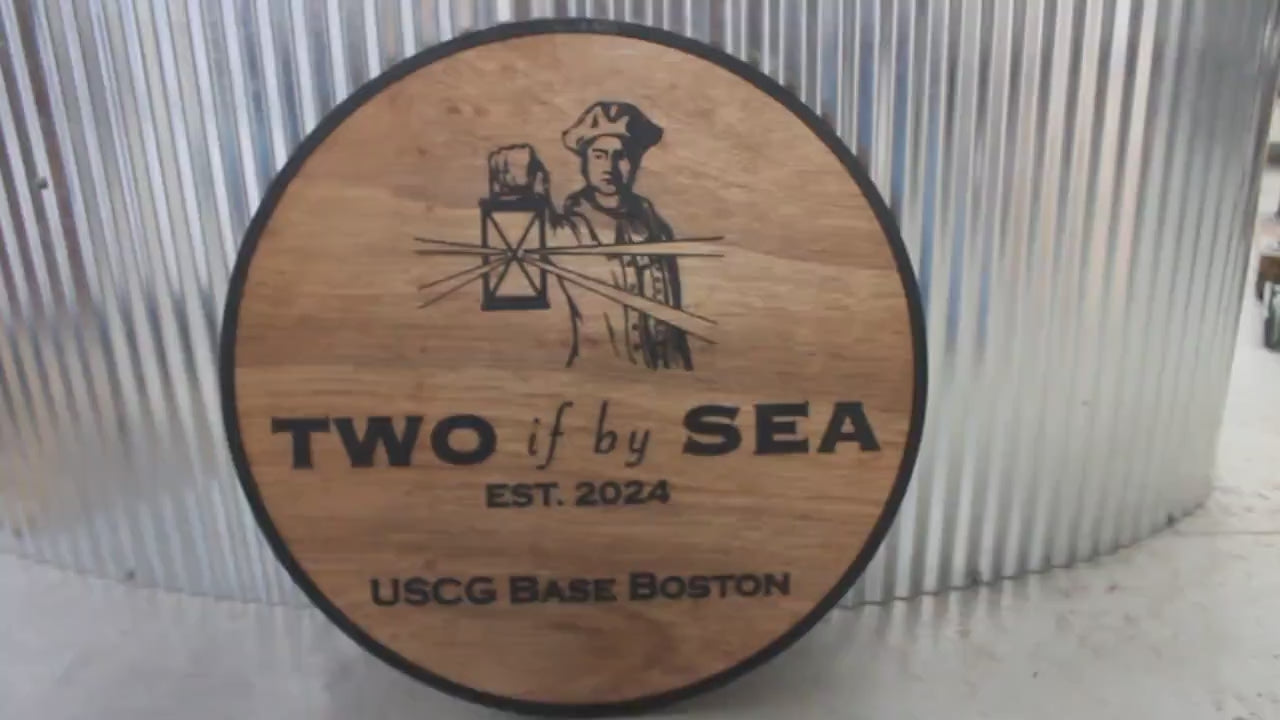 TWO if by SEA
EST. 2024
USCG BASE BOSTON